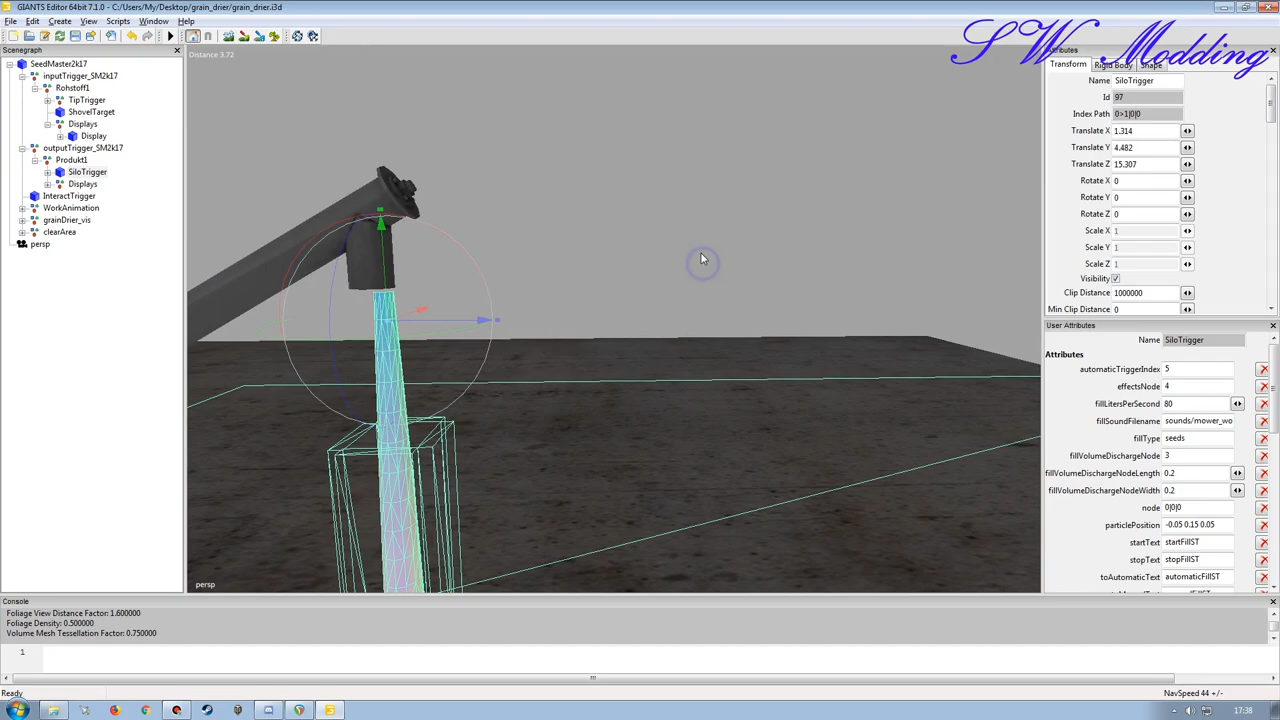 GIANTS Editor 64bit 7.1.0 - C:/Users/My/Desktop/grain_drier/grain_drier.i3d
File Edit Create View Scripts Window Help
SW Modding
Scenegraph
SeedMaster2k17
inputTrigger_SM2k17
Rohstoff1
TipTrigger
ShovelTarget
Displays
Display
outputTrigger_SM2k17
Produkt1
SiloTrigger
Displays
InteractTrigger
WorkAnimation
grainDrier_vis
clearArea
persp
Distance 3.72
persp
Attributes
Transform Rigid Body Shape
Name SiloTrigger
Id 97
Index Path 0>1|0|0
Translate X 1.314
Translate Y 4.482
Translate Z 15.307
Rotate X 0
Rotate Y 0
Rotate Z 0
Scale X 1
Scale Y 1
Scale Z 1
Visibility
Clip Distance 1000000
Min Clip Distance 0
User Attributes
Name SiloTrigger
Attributes
automaticTriggerIndex 5
effectsNode 4
fillLitersPerSecond 80
fillSoundFilename sounds/mower_wo
fillType seeds
fillVolumeDischargeNode 3
fillVolumeDischargeNodeLength 0.2
fillVolumeDischargeNodeWidth 0.2
node 0|0|0
particlePosition -0.05 0.15 0.05
startText startFillST
stopText stopFillST
toAutomaticText automaticFillST
Console
Foliage View Distance Factor: 1.600000
Foliage Density: 0.500000
Volume Mesh Tessellation Factor: 0.750000
1
Ready
NavSpeed 44 +/-
17:38